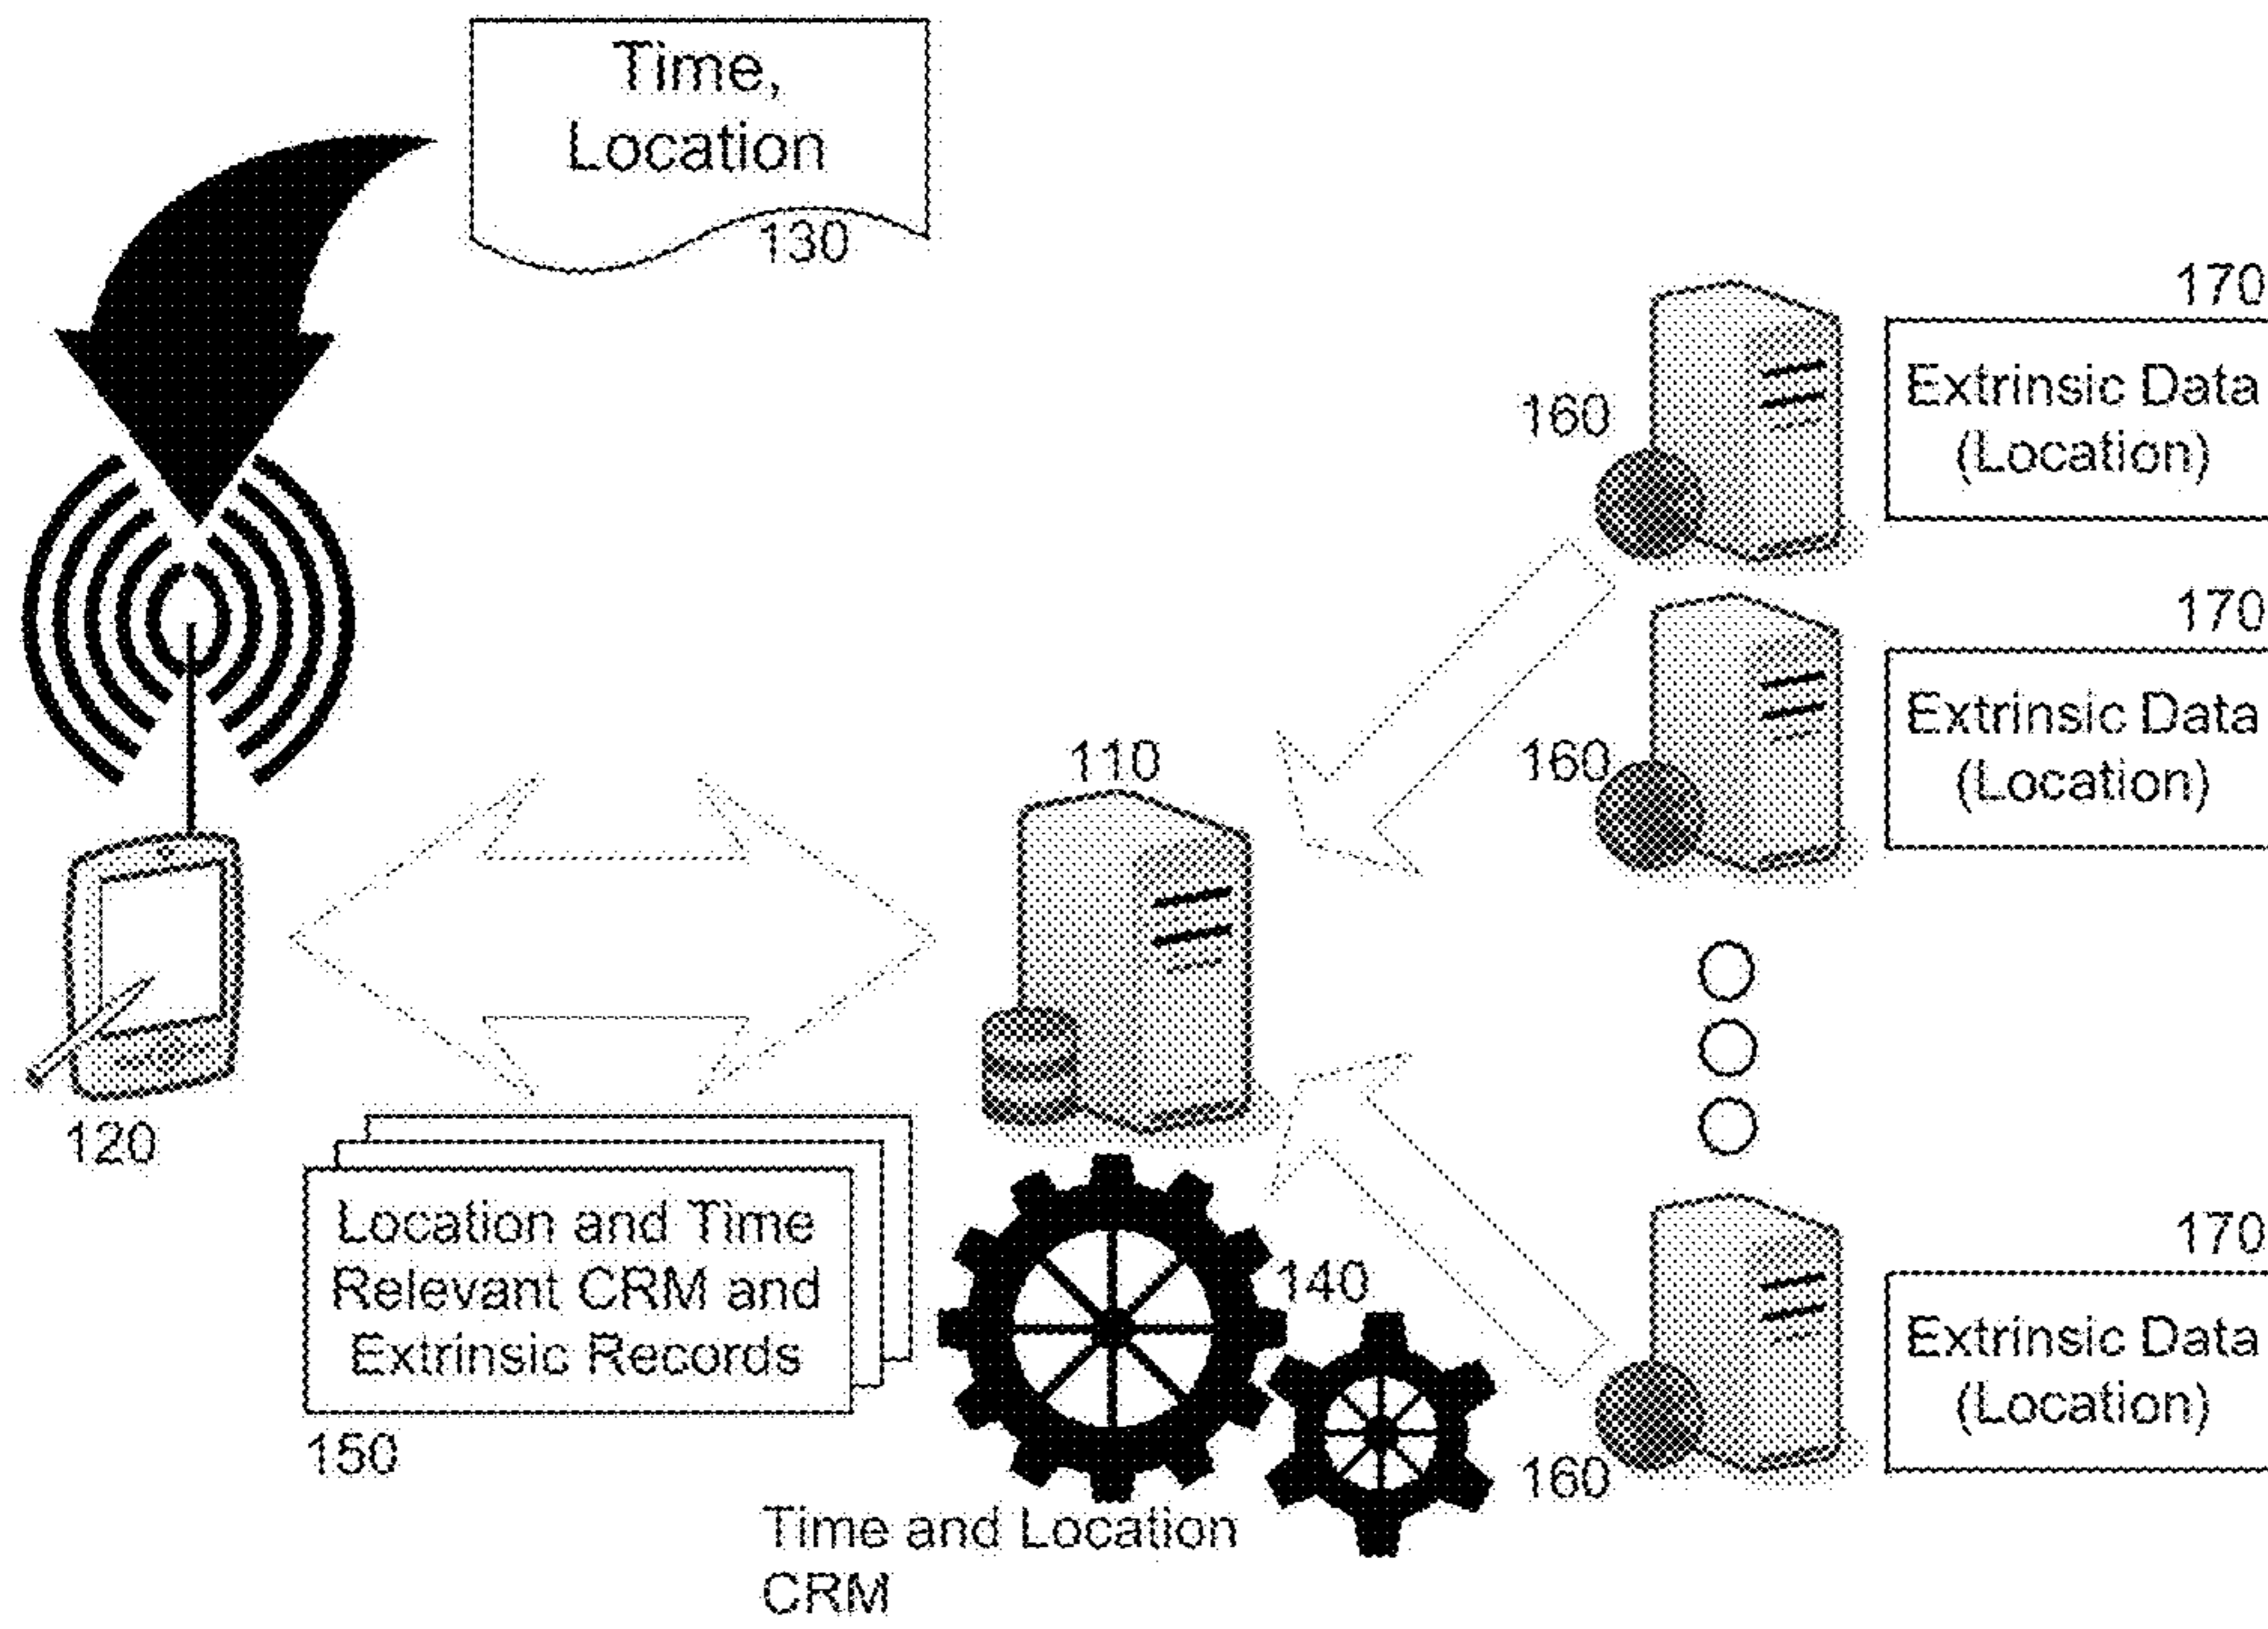 Time,
Location
130
170
Extrinsic Data
(Location)
160
170
Extrinsic Data
(Location)
160
110
120
Location and Time
Relevant CRM and
Extrinsic Records
150
140
Time and Location
CRM
170
Extrinsic Data
(Location)
160